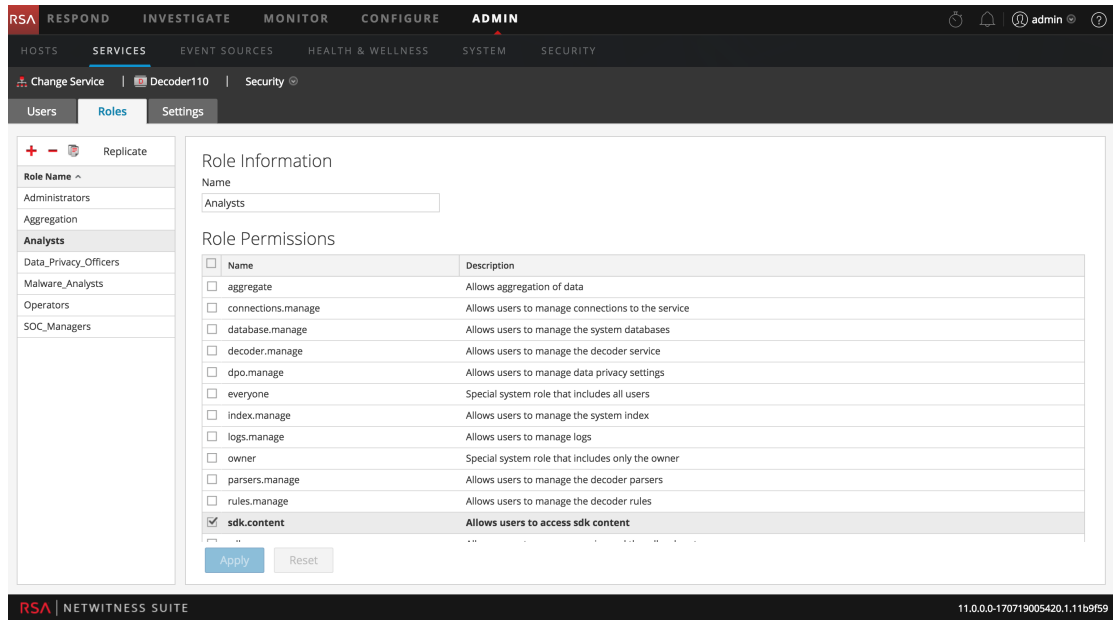 RSA RESPOND INVESTIGATE MONITOR CONFIGURE ADMIN admin
HOSTS SERVICES EVENT SOURCES HEALTH & WELLNESS SYSTEM SECURITY
Change Service | Decoder110 | Security
Users Roles Settings
Replicate
Role Name
Administrators
Aggregation
Analysts
Data_Privacy_Officers
Malware_Analysts
Operators
SOC_Managers
Role Information
Name
Analysts
Role Permissions
Name Description
aggregate Allows aggregation of data
connections.manage Allows users to manage connections to the service
database.manage Allows users to manage the system databases
decoder.manage Allows users to manage the decoder service
dpo.manage Allows users to manage data privacy settings
everyone Special system role that includes all users
index.manage Allows users to manage the system index
logs.manage Allows users to manage logs
owner Special system role that includes only the owner
parsers.manage Allows users to manage the decoder parsers
rules.manage Allows users to manage the decoder rules
sdk.content Allows users to access sdk content
Apply Reset
RSA | NETWITNESS SUITE 11.0.0.0-170719005420.1.11b9f59